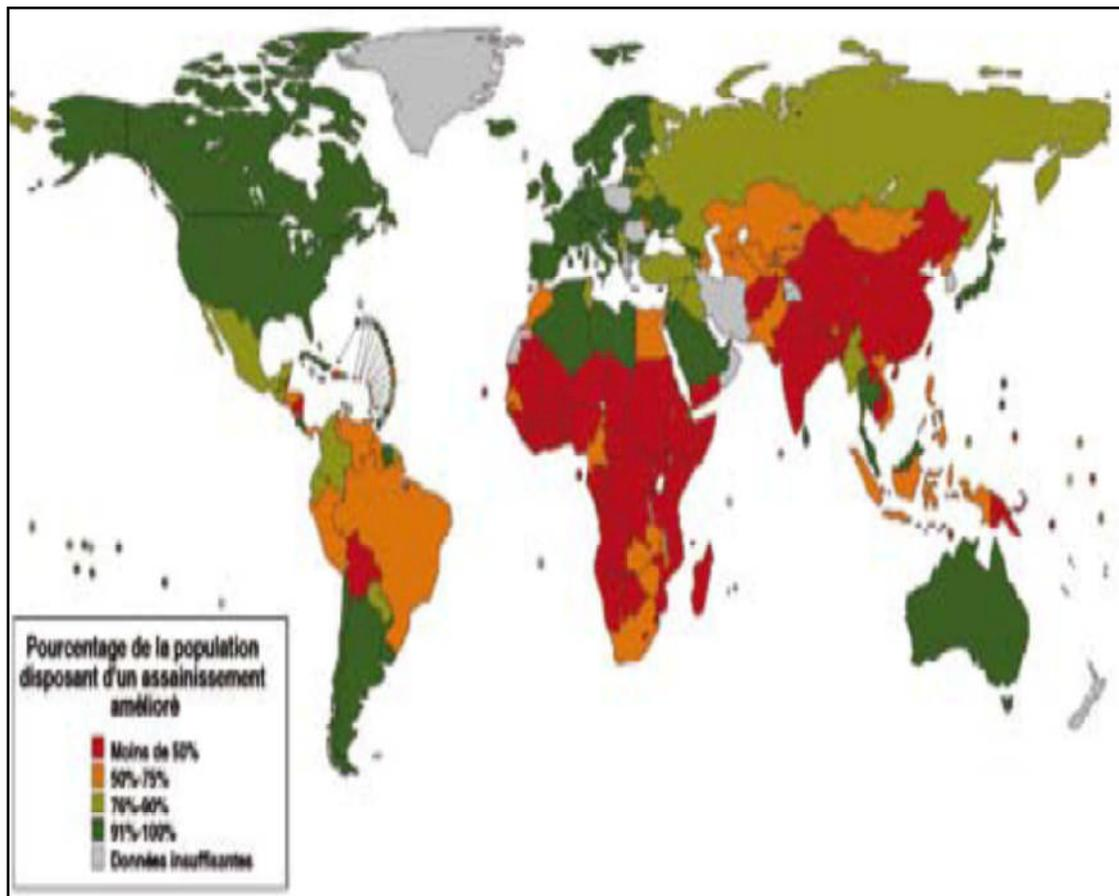 Pourcentage de la population
disposant d'un assainissement
amélioré
Moins de 50%
50%-75%
76%-90%
91%-100%
Données insuffisantes